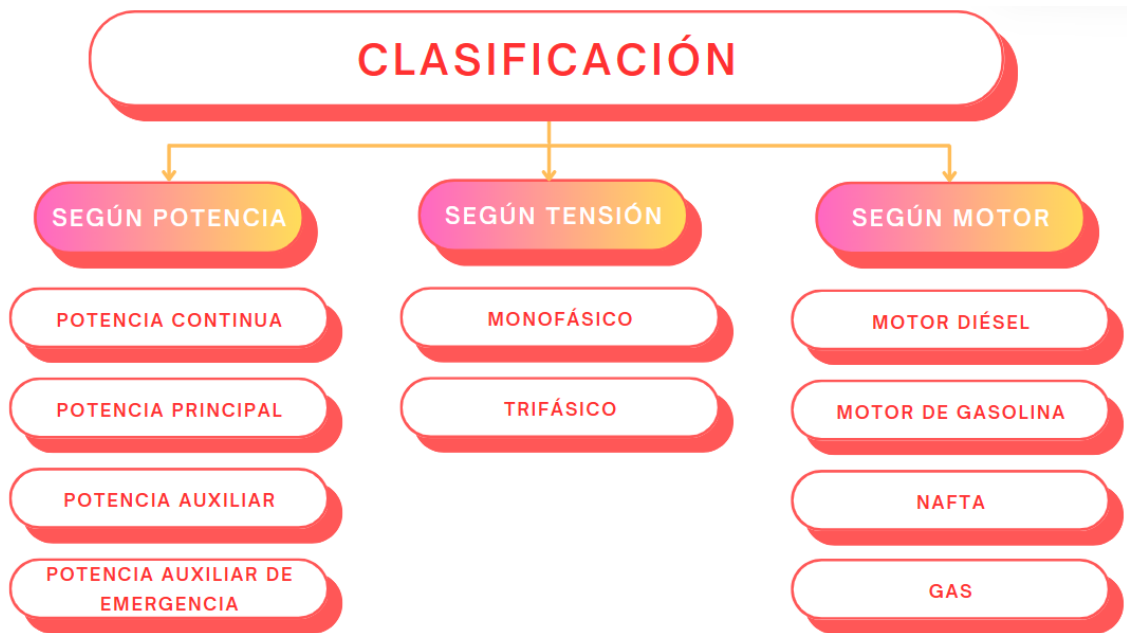 CLASIFICACIÓN
SEGÚN POTENCIA
POTENCIA CONTINUA
POTENCIA PRINCIPAL
POTENCIA AUXILIAR
POTENCIA AUXILIAR DE
EMERGENCIA
SEGÚN TENSIÓN
MONOFÁSICO
TRIFÁSICO
SEGÚN MOTOR
MOTOR DIÉSEL
MOTOR DE GASOLINA
NAFTA
GAS